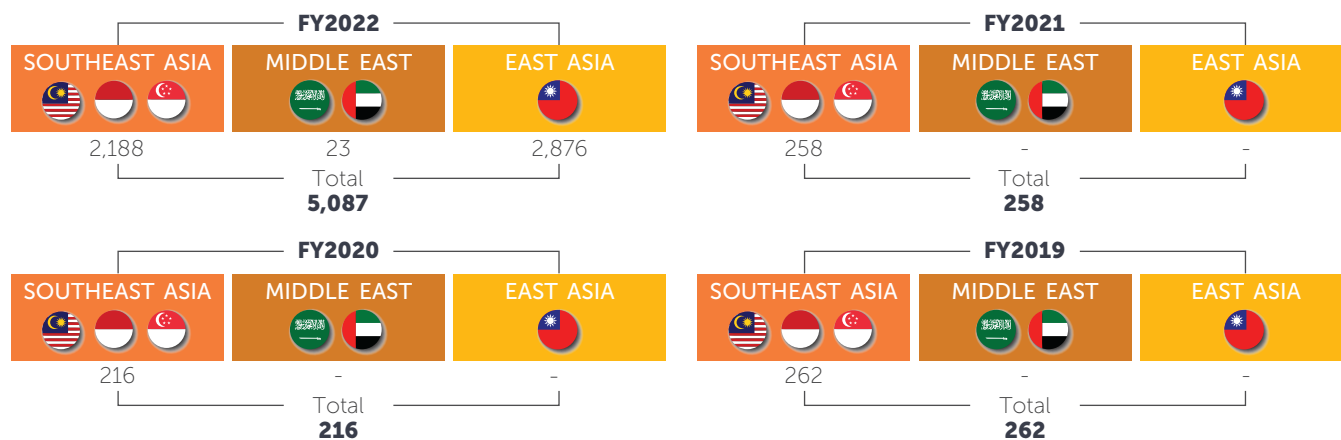 FY2022
SOUTHEAST ASIA MIDDLE EAST EAST ASIA
2,188 23 2,876
Total
5,087
FY2021
SOUTHEAST ASIA MIDDLE EAST EAST ASIA
258 - -
Total
258
FY2020
SOUTHEAST ASIA MIDDLE EAST EAST ASIA
216 - -
Total
216
FY2019
SOUTHEAST ASIA MIDDLE EAST EAST ASIA
262 - -
Total
262